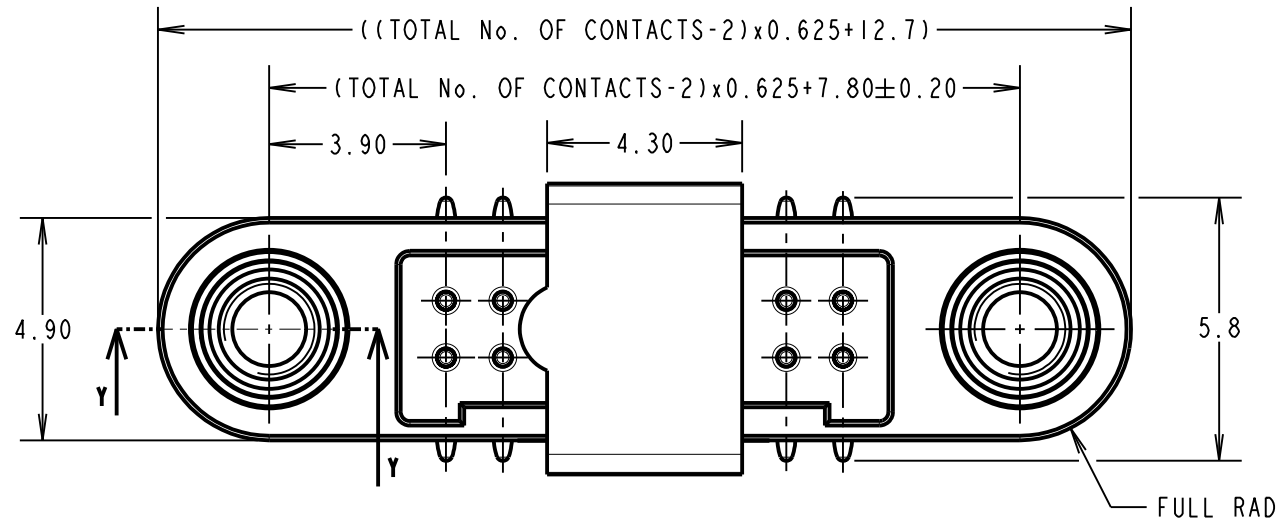 ((TOTAL No. OF CONTACTS-2)x0.625+12.7)
(TOTAL No. OF CONTACTS-2)x0.625+7.80±0.20
3.90
4.30
4.90
5.8
Y
Y
FULL RAD